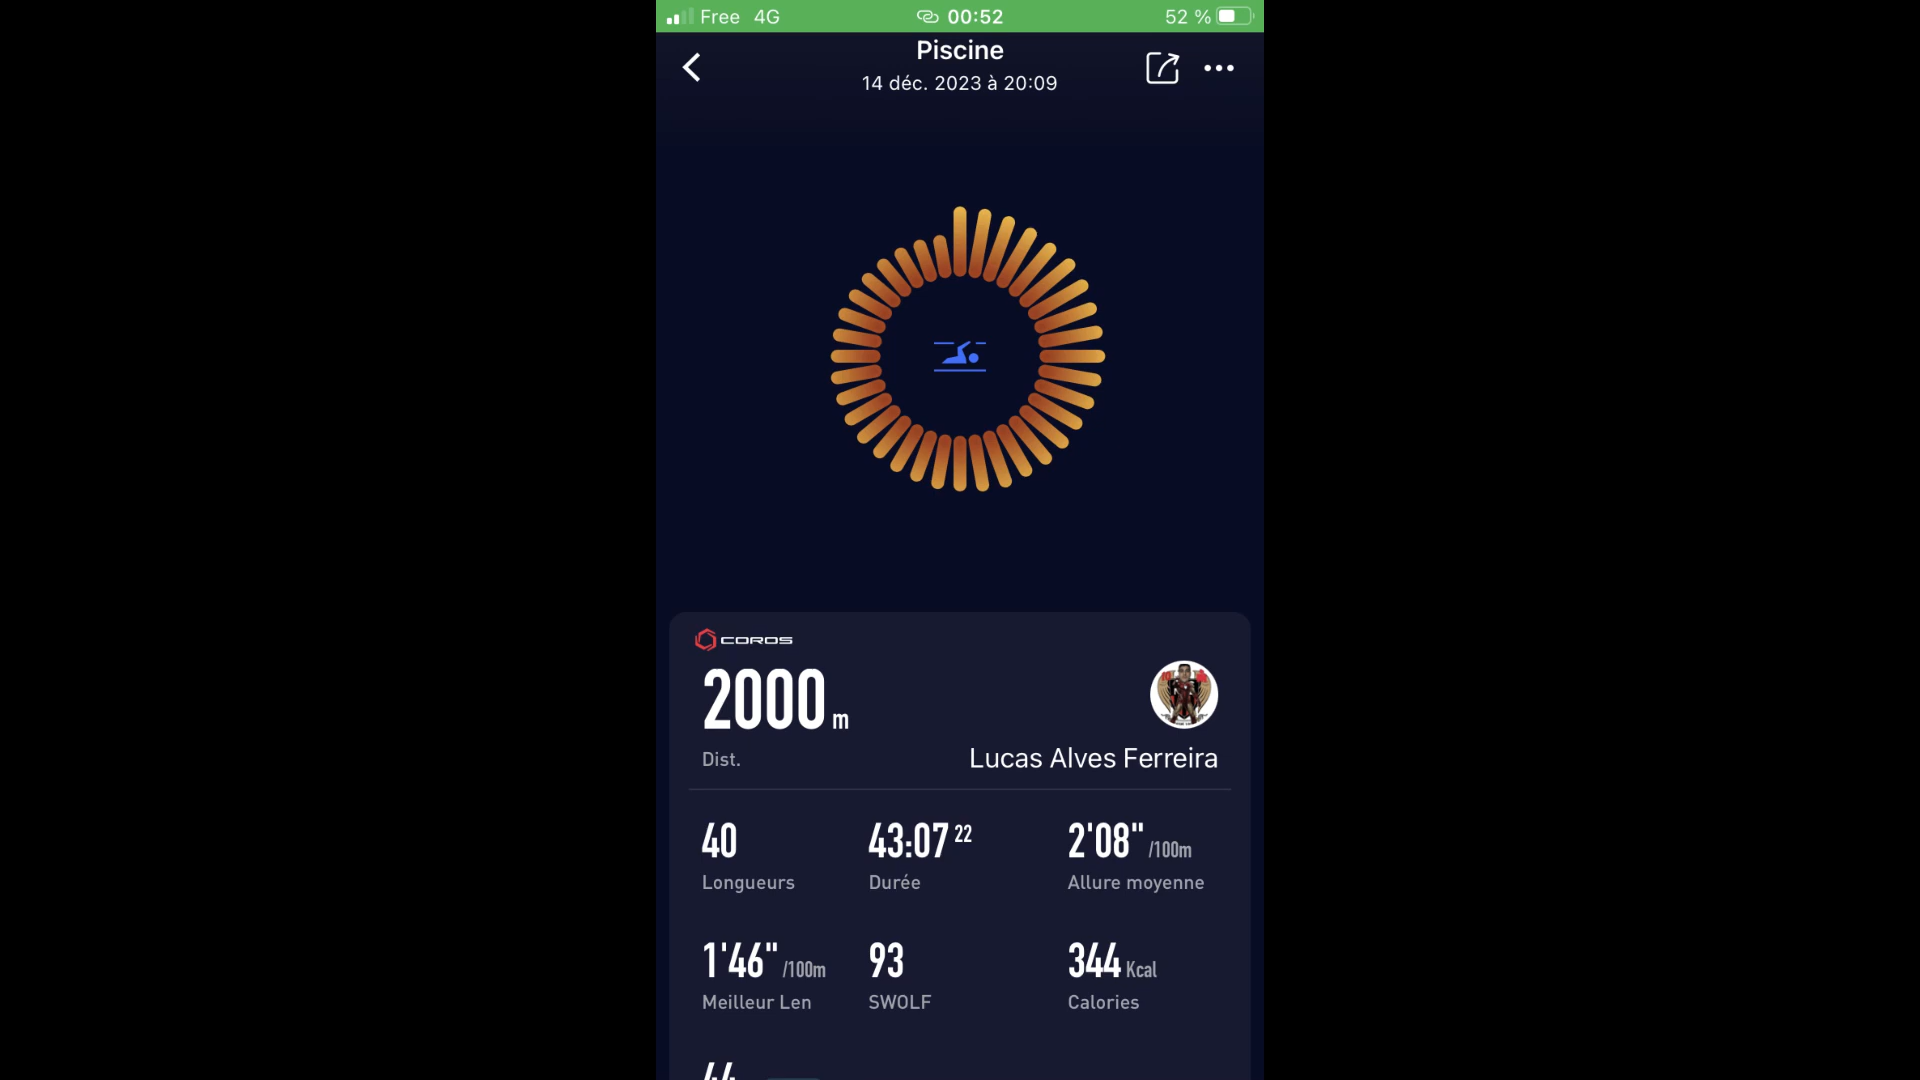 Free 4G 00:52 52 %
Piscine
14 déc. 2023 à 20:09
COROS
2000 m
Dist.
Lucas Alves Ferreira
40 43:07 22 2'08" /100m
Longueurs Durée Allure moyenne
1'46" /100m 93 344 Kcal
Meilleur Len SWOLF Calories